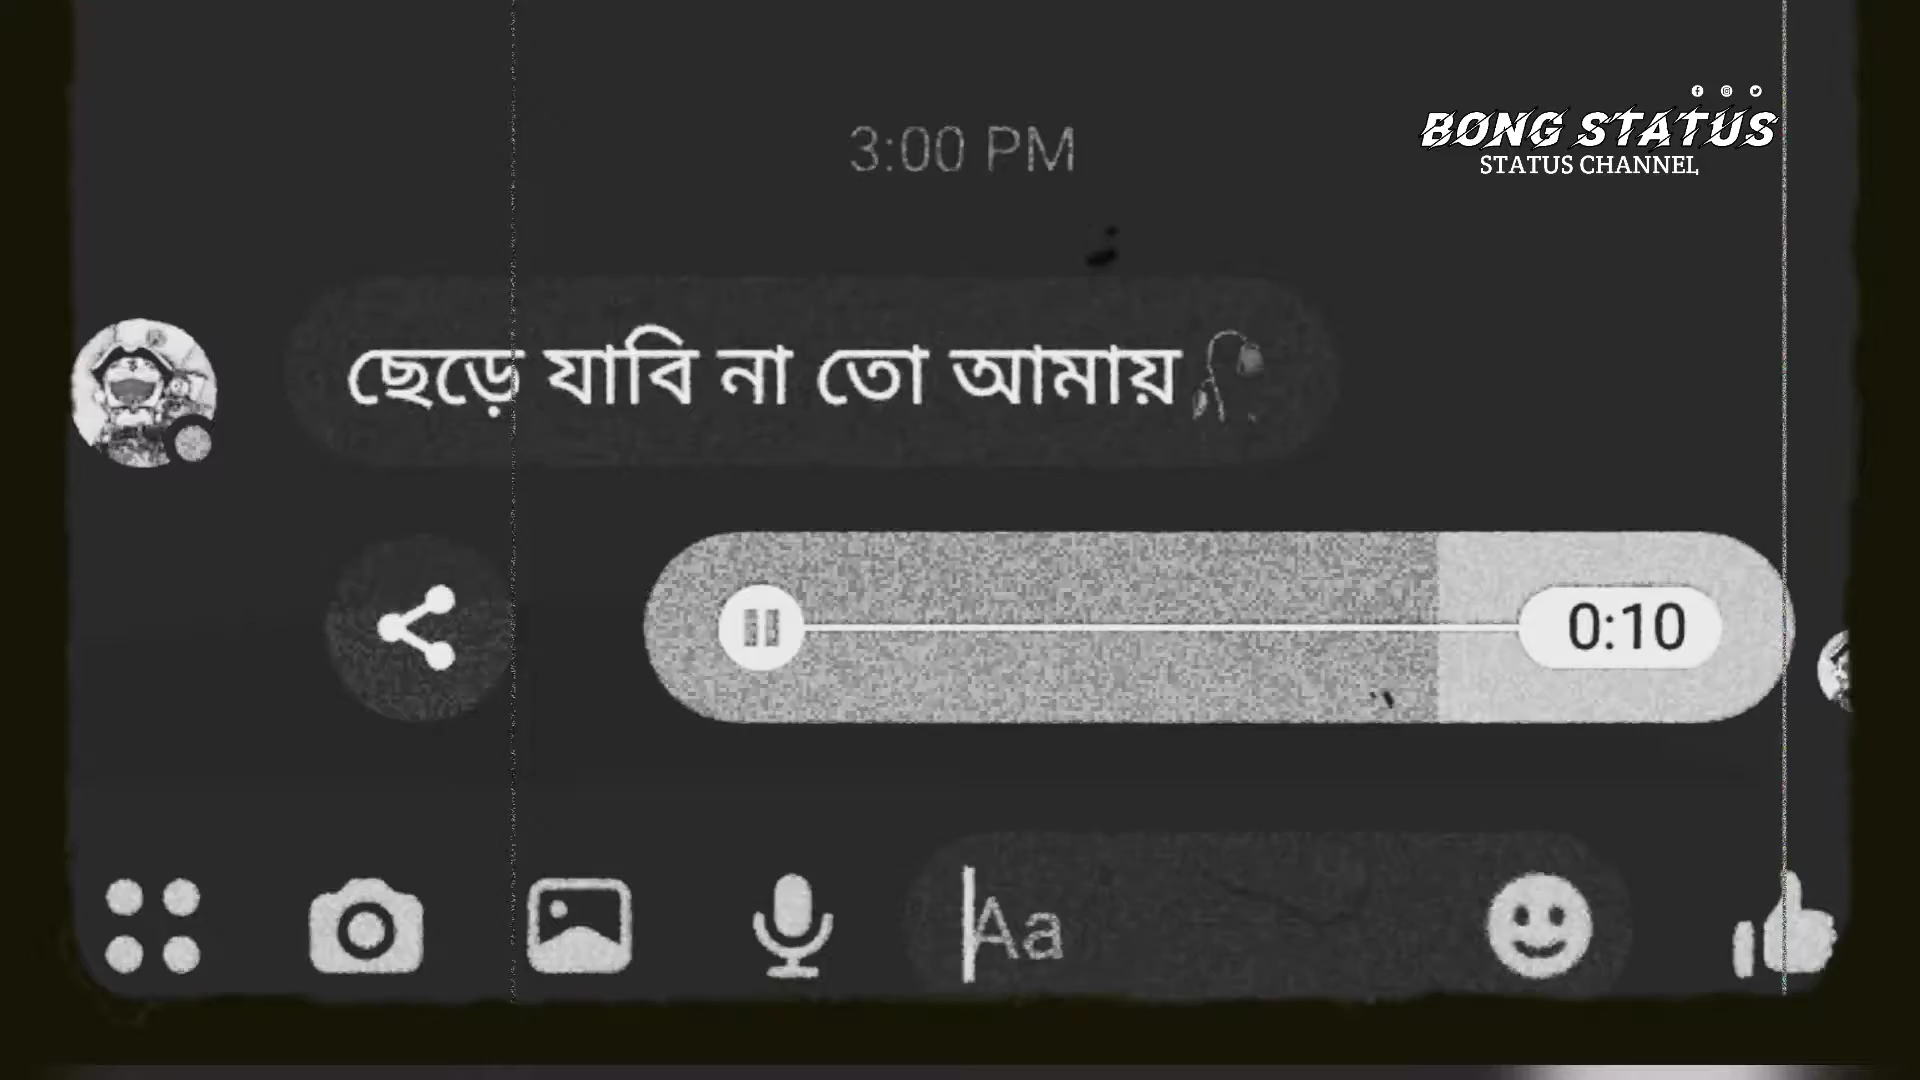 BONG STATUS
STATUS CHANNEL
3:00 PM
ছেড়ে যাবি না তো আমায়🥀
0:10
Aa